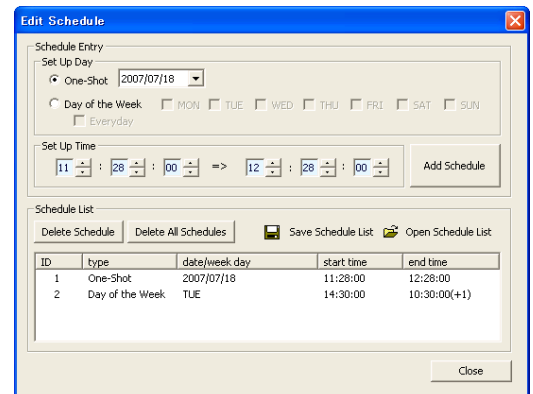 Edit Schedule
Schedule Entry
Set Up Day
One-Shot 2007/07/18
Day of the Week MON TUE WED THU FRI SAT SUN
Everyday
Set Up Time
11 : 28 : 00 => 12 : 28 : 00 Add Schedule
Schedule List
Delete Schedule Delete All Schedules Save Schedule List Open Schedule List
ID type date/week day start time end time
1 One-Shot 2007/07/18 11:28:00 12:28:00
2 Day of the Week TUE 14:30:00 10:30:00(+1)
Close